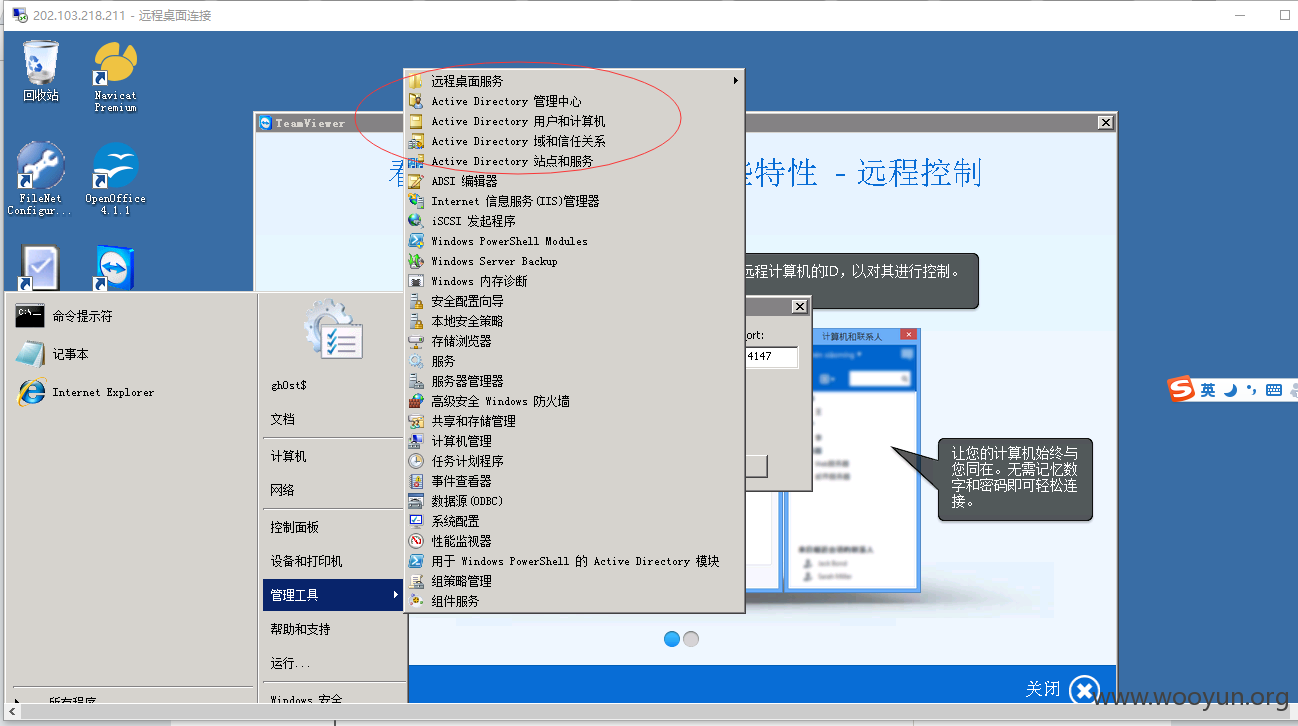 202.103.218.211 - 远程桌面连接
回收站
Navicat
Premium
FileNet
Configur...
OpenOffice
4.1.1
TeamViewer
看
些特性 - 远程控制
远程计算机的ID，以对其进行控制。
ort:
4147
计算机和联系人
让您的计算机始终与
您同在。无需记忆数
字和密码即可轻松连
接。
关闭
命令提示符
记事本
Internet Explorer
所有程序
gh0st$
文档
计算机
网络
控制面板
设备和打印机
管理工具
帮助和支持
运行...
Windows 安全
远程桌面服务
Active Directory 管理中心
Active Directory 用户和计算机
Active Directory 域和信任关系
Active Directory 站点和服务
ADSI 编辑器
Internet 信息服务(IIS)管理器
iSCSI 发起程序
Windows PowerShell Modules
Windows Server Backup
Windows 内存诊断
安全配置向导
本地安全策略
存储浏览器
服务
服务器管理器
高级安全 Windows 防火墙
共享和存储管理
计算机管理
任务计划程序
事件查看器
数据源(ODBC)
系统配置
性能监视器
用于 Windows PowerShell 的 Active Directory 模块
组策略管理
组件服务
英
www.wooyun.org